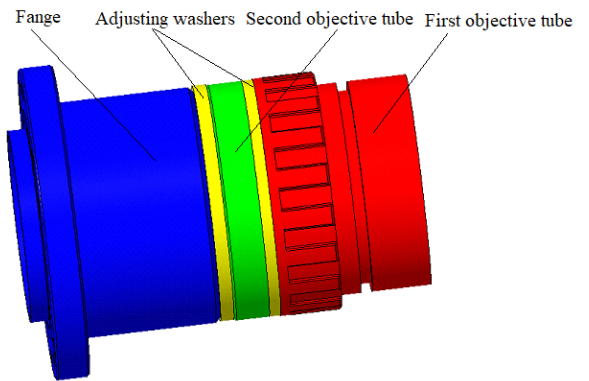 Fange
Adjusting washers
Second objective tube
First objective tube